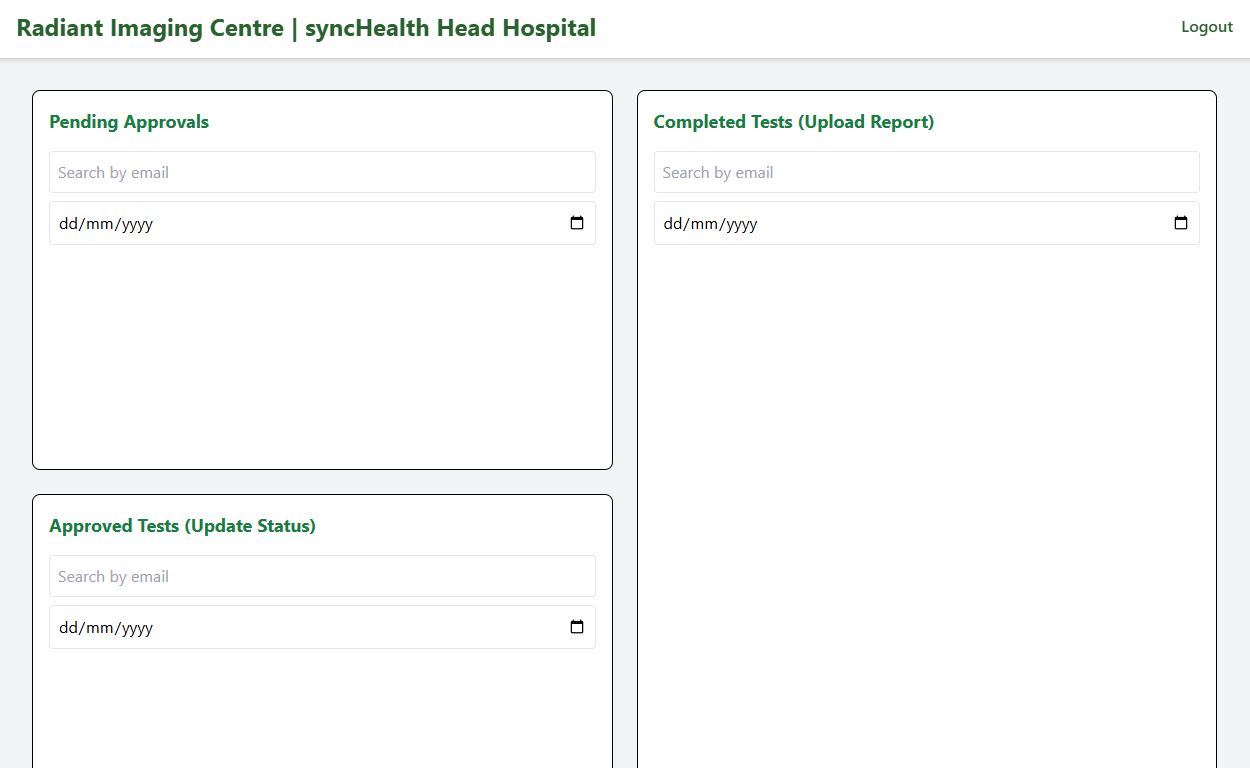 Radiant Imaging Centre | syncHealth Head Hospital
Logout
Pending Approvals
Search by email
dd/mm/yyyy
Completed Tests (Upload Report)
Search by email
dd/mm/yyyy
Approved Tests (Update Status)
Search by email
dd/mm/yyyy